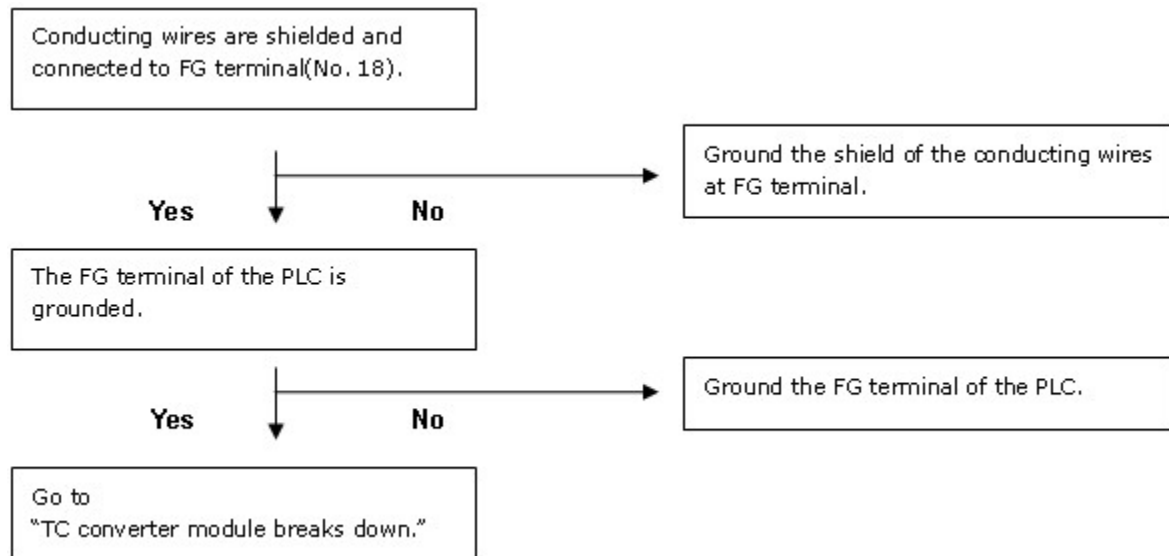 Conducting wires are shielded and
connected to FG terminal(No. 18).
Ground the shield of the conducting wires
at FG terminal.
Yes
No
The FG terminal of the PLC is
grounded.
Ground the FG terminal of the PLC.
Yes
No
Go to
“TC converter module breaks down.”